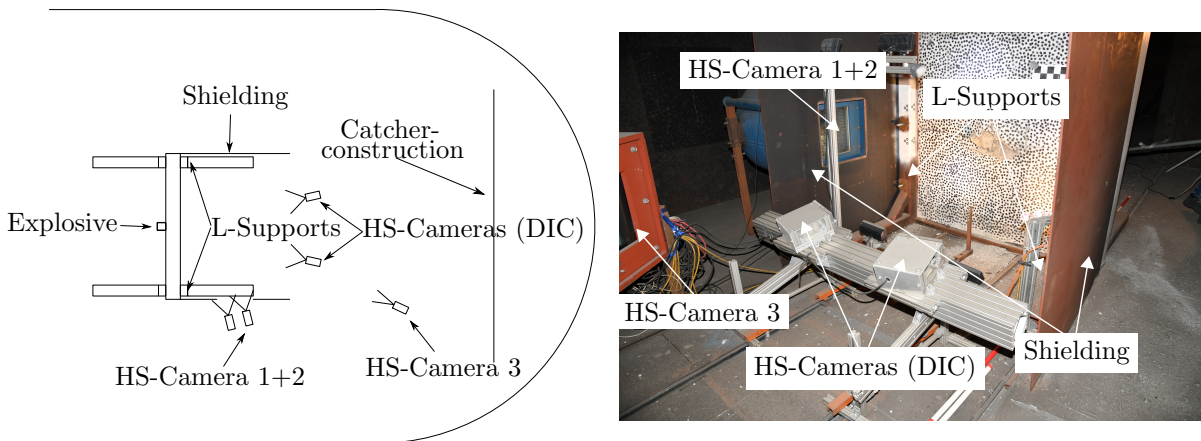 Shielding
Catcher-
construction
Explosive
L-Supports
HS-Cameras (DIC)
HS-Camera 1+2
HS-Camera 3
HS-Camera 1+2
L-Supports
HS-Camera 3
HS-Cameras (DIC)
Shielding